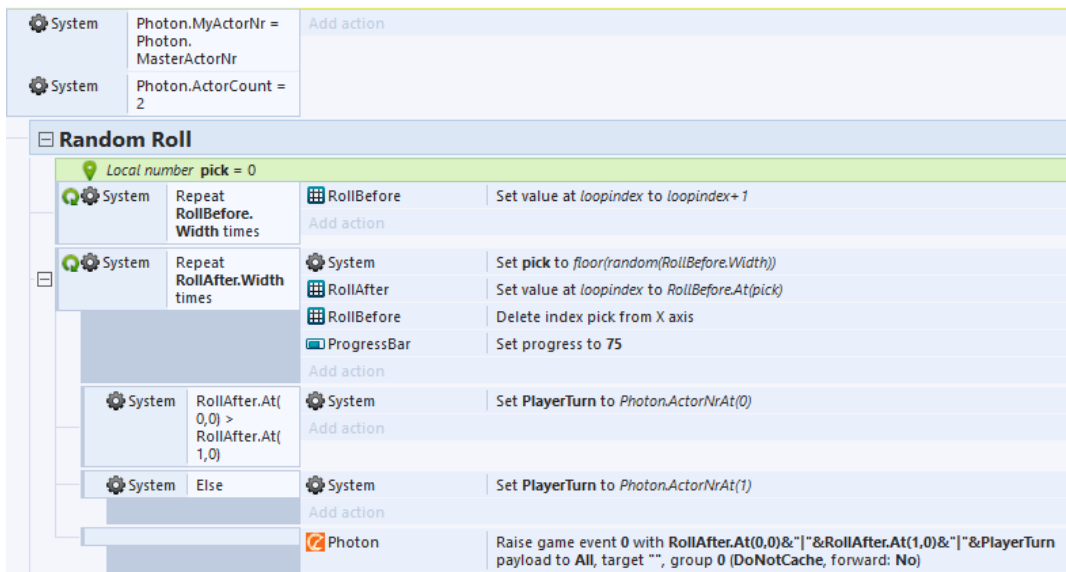 System
Photon.MyActorNr =
Photon.
MasterActorNr
Add action
System
Photon.ActorCount =
2
Random Roll
Local number pick = 0
System
Repeat
RollBefore.
Width times
RollBefore
Set value at loopindex to loopindex+1
Add action
System
Repeat
RollAfter.Width
times
System
Set pick to floor(random(RollBefore.Width))
RollAfter
Set value at loopindex to RollBefore.At(pick)
RollBefore
Delete index pick from X axis
ProgressBar
Set progress to 75
Add action
System
RollAfter.At(
0,0) >
RollAfter.At(
1,0)
System
Set PlayerTurn to Photon.ActorNrAt(0)
Add action
System
Else
System
Set PlayerTurn to Photon.ActorNrAt(1)
Add action
Photon
Raise game event 0 with RollAfter.At(0,0)&"|"&RollAfter.At(1,0)&"|"&PlayerTurn
payload to All, target "", group 0 (DoNotCache, forward: No)